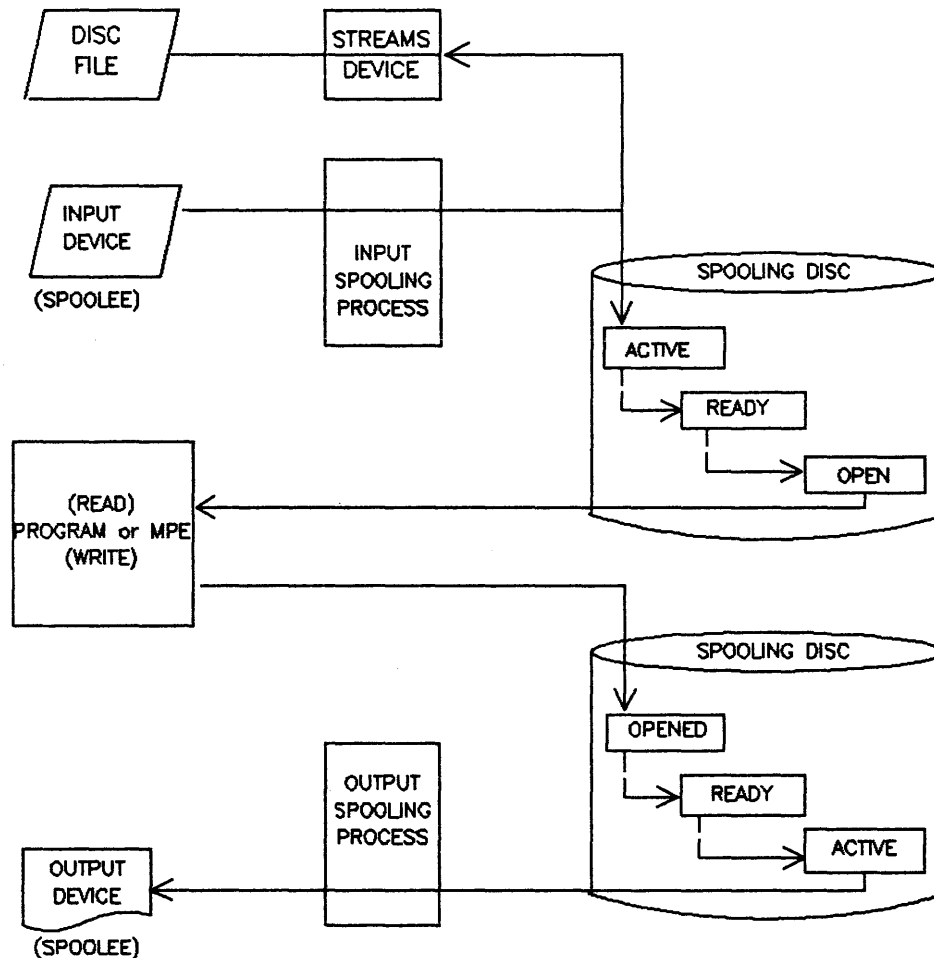 DISC
FILE
STREAMS
DEVICE
INPUT
DEVICE
(SPOOLEE)
INPUT
SPOOLING
PROCESS
SPOOLING DISC
ACTIVE
READY
OPEN
(READ)
PROGRAM or MPE
(WRITE)
SPOOLING DISC
OPENED
READY
ACTIVE
OUTPUT
SPOOLING
PROCESS
OUTPUT
DEVICE
(SPOOLEE)